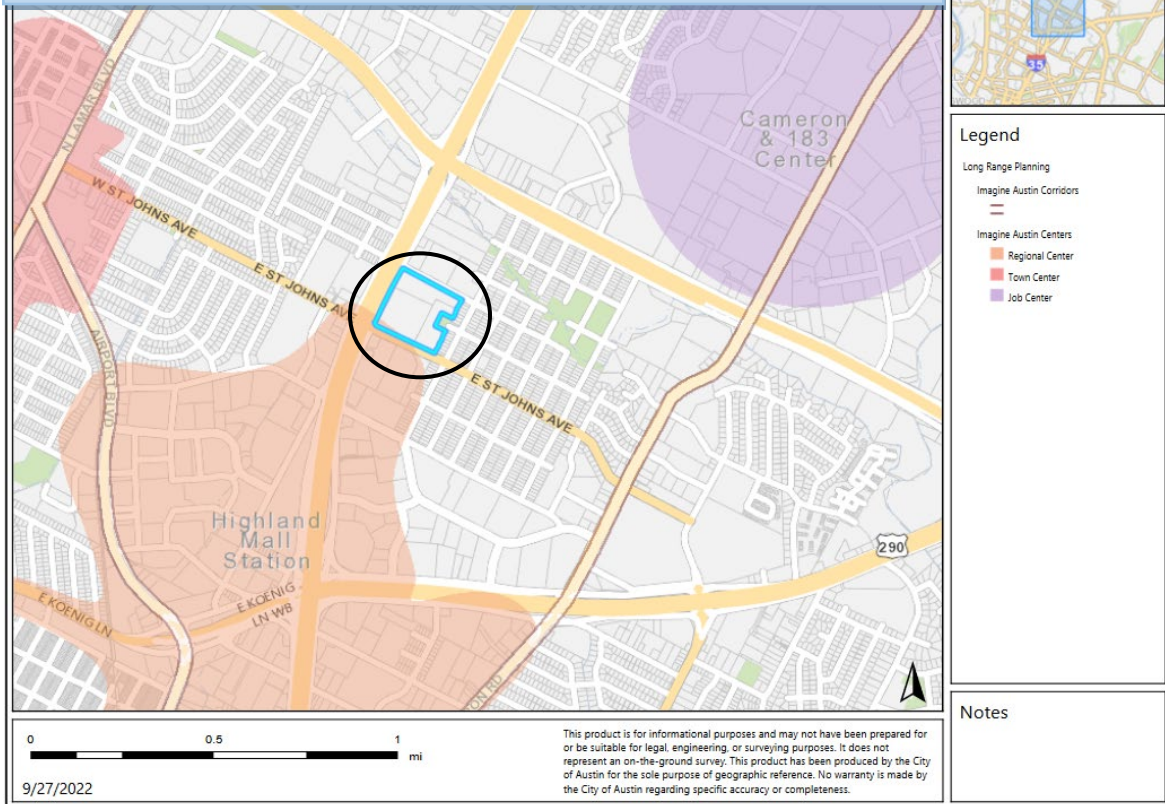 35
N LAMAR BLVD
W ST JOHNS AVE
E ST JOHNS AVE
E ST JOHNS AVE
AIRPORT BLVD
Cameron
& 183
Center
Highland
Mall
Station
E KOENIG LN
E KOENIG
LN WB
ON RD
290
Legend
Long Range Planning
Imagine Austin Corridors
Imagine Austin Centers
Regional Center
Town Center
Job Center
Notes
0 0.5 1
mi
9/27/2022
This product is for informational purposes and may not have been prepared for
or be suitable for legal, engineering, or surveying purposes. It does not
represent an on-the-ground survey. This product has been produced by the City
of Austin for the sole purpose of geographic reference. No warranty is made by
the City of Austin regarding specific accuracy or completeness.